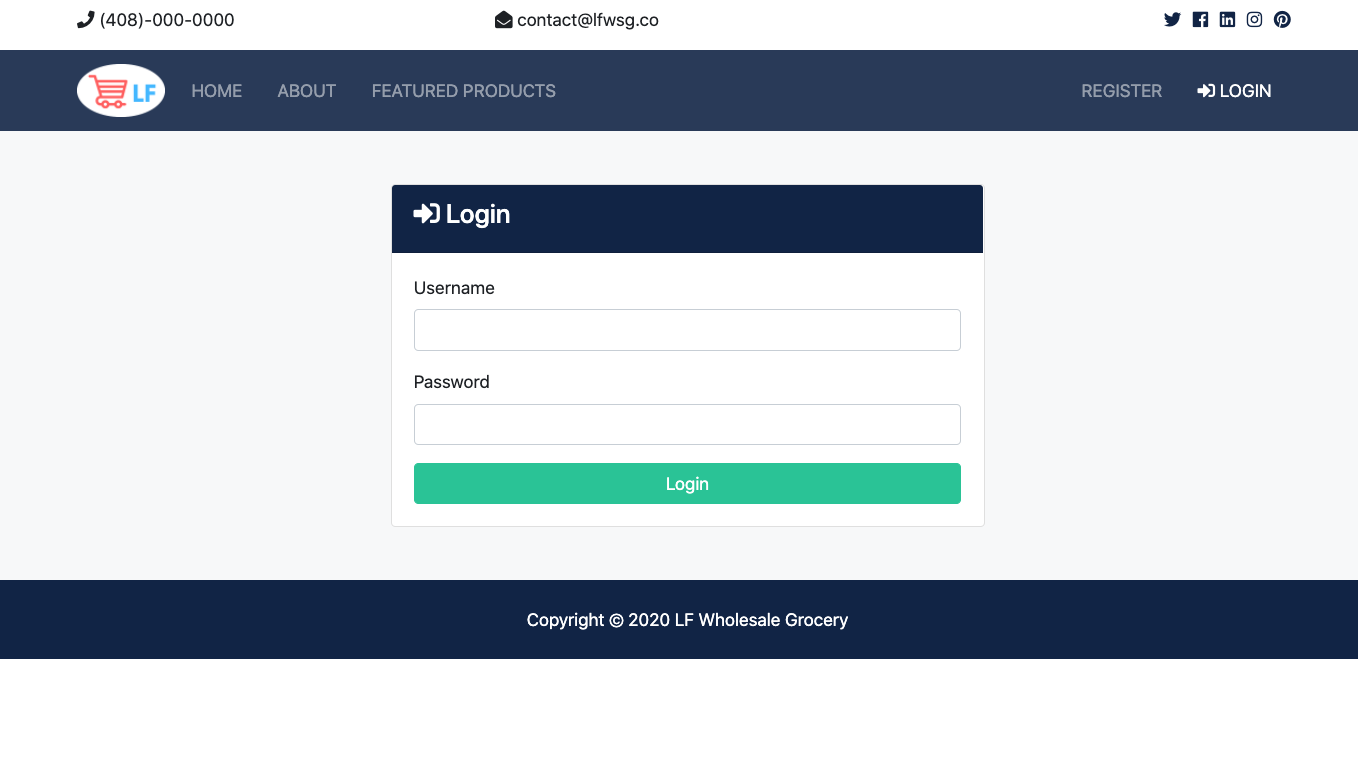 (408)-000-0000 contact@lfwsg.co
LF HOME ABOUT FEATURED PRODUCTS REGISTER LOGIN
Login
Username
Password
Login
Copyright © 2020 LF Wholesale Grocery